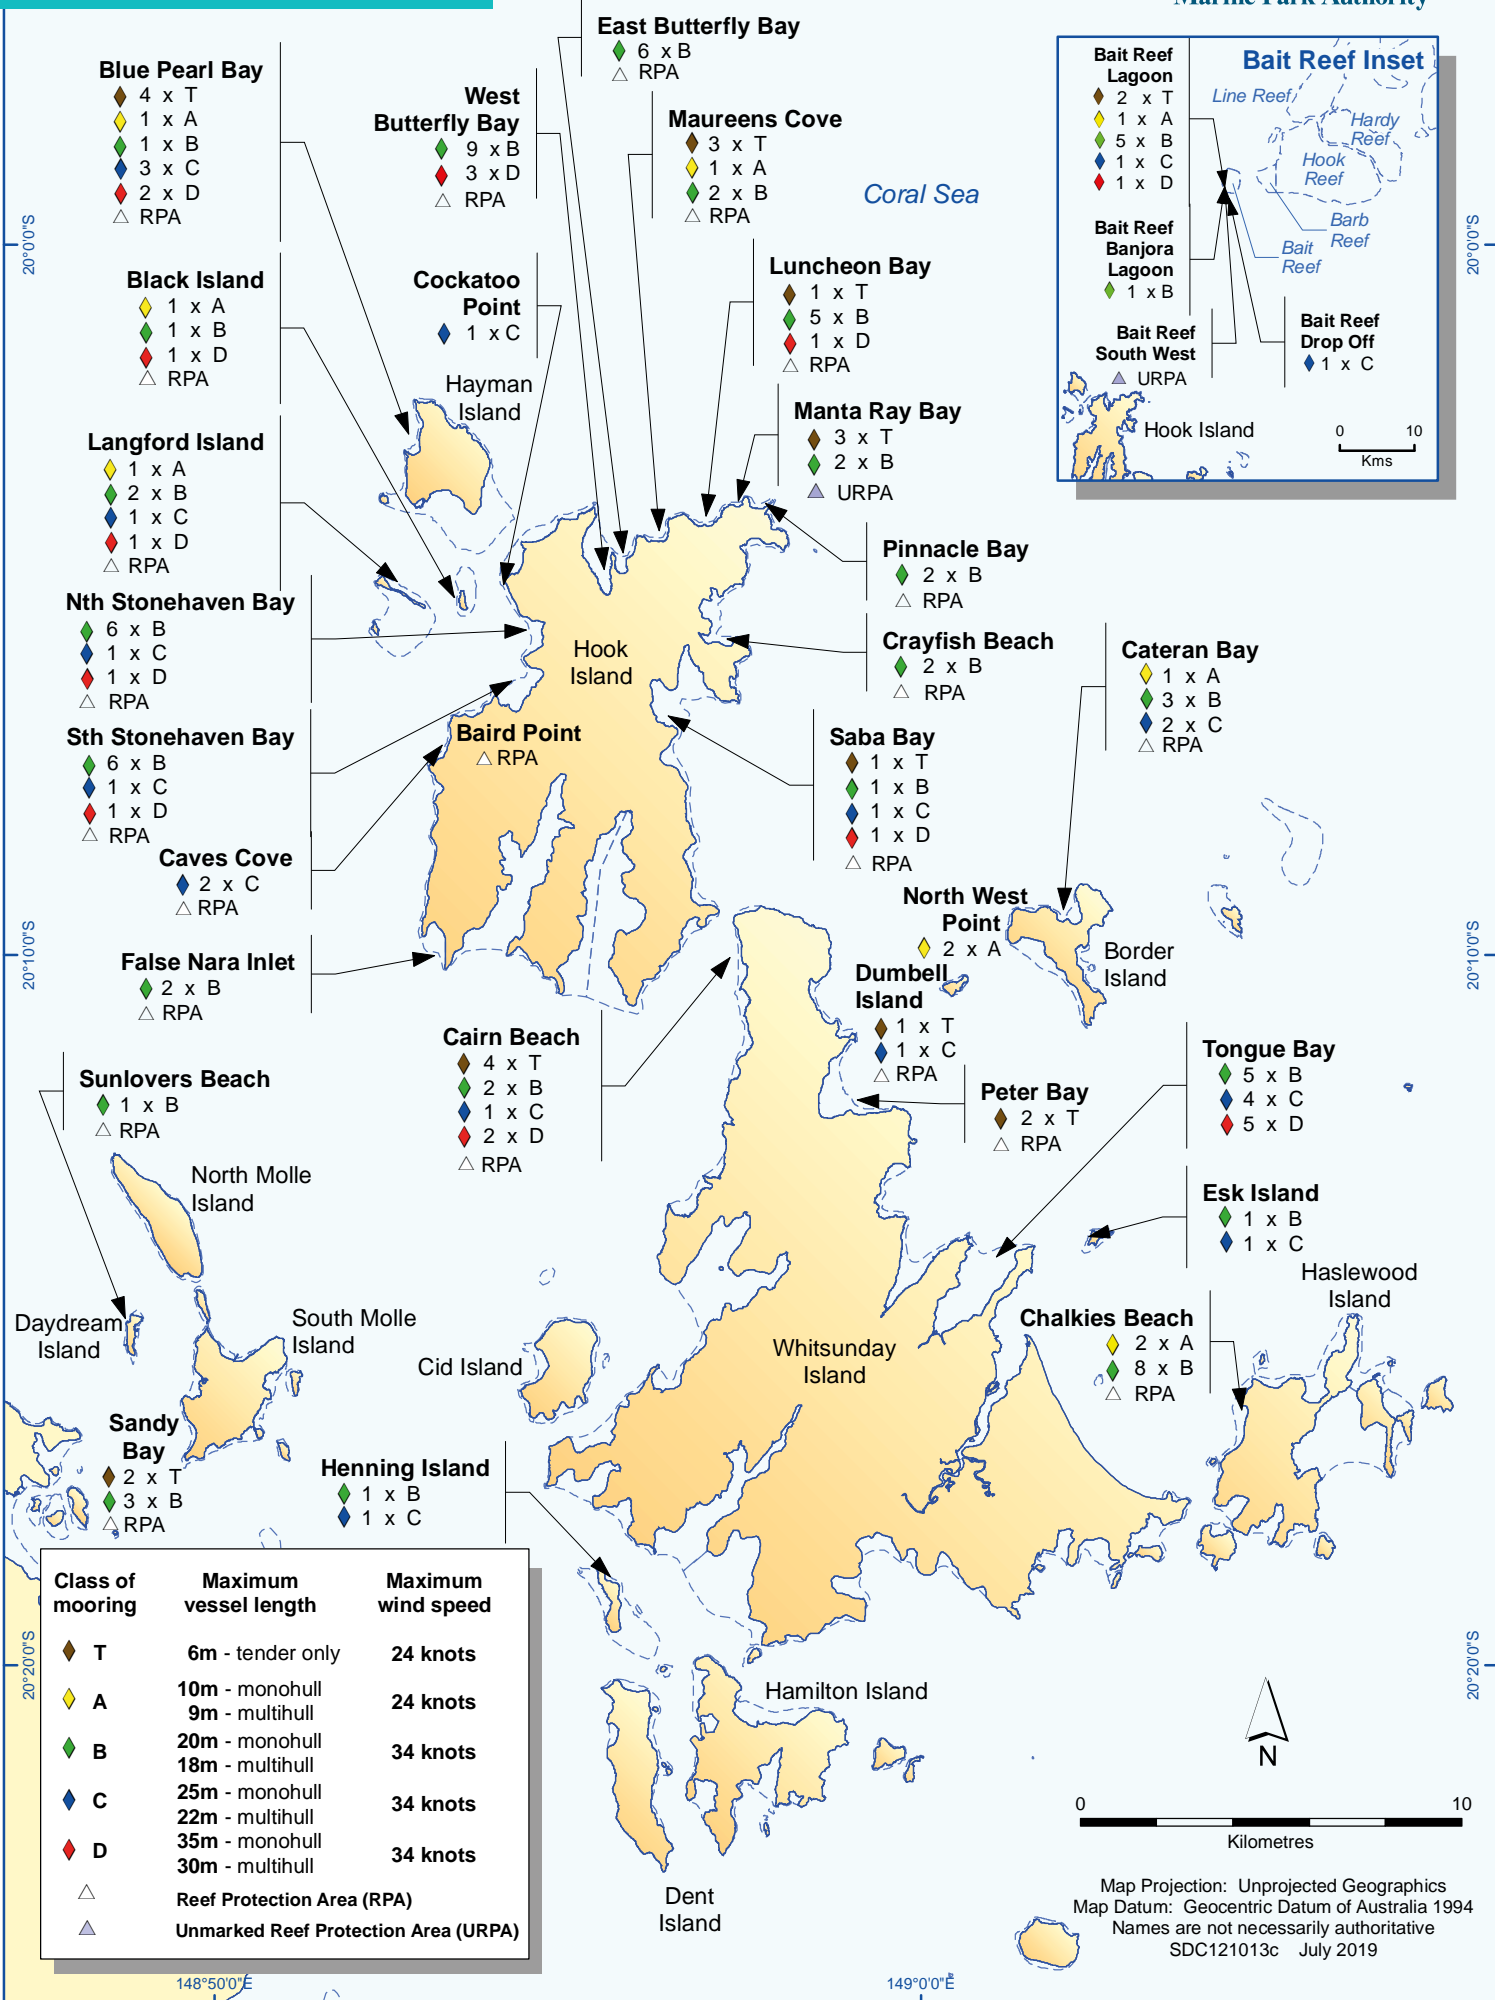 Marine Park Authority
East Butterfly Bay
6 x B
RPA
Blue Pearl Bay
4 x T
1 x A
1 x B
3 x C
2 x D
RPA
West
Butterfly Bay
9 x B
3 x D
RPA
Maureens Cove
3 x T
1 x A
2 x B
RPA
Coral Sea
Bait Reef Inset
Bait Reef
Lagoon
2 x T
1 x A
5 x B
1 x C
1 x D
Line Reef
Hardy
Reef
Hook
Reef
Barb
Reef
Bait
Reef
Bait Reef
Banjora
Lagoon
1 x B
Bait Reef
South West
URPA
Bait Reef
Drop Off
1 x C
Hook Island
0 10
Kms
20°0'0"S
20°0'0"S
Black Island
1 x A
1 x B
1 x D
RPA
Cockatoo
Point
1 x C
Luncheon Bay
1 x T
5 x B
1 x D
RPA
Hayman
Island
Manta Ray Bay
3 x T
2 x B
URPA
Langford Island
1 x A
2 x B
1 x C
1 x D
RPA
Pinnacle Bay
2 x B
RPA
Nth Stonehaven Bay
6 x B
1 x C
1 x D
RPA
Hook
Island
Crayfish Beach
2 x B
RPA
Cateran Bay
1 x A
3 x B
2 x C
RPA
Sth Stonehaven Bay
6 x B
1 x C
1 x D
RPA
Baird Point
RPA
Saba Bay
1 x T
1 x B
1 x C
1 x D
RPA
Caves Cove
2 x C
RPA
North West
Point
2 x A
Border
Island
20°10'0"S
20°10'0"S
False Nara Inlet
2 x B
RPA
Dumbell
Island
1 x T
1 x C
RPA
Cairn Beach
4 x T
2 x B
1 x C
2 x D
RPA
Tongue Bay
5 x B
4 x C
5 x D
Sunlovers Beach
1 x B
RPA
Peter Bay
2 x T
RPA
North Molle
Island
Esk Island
1 x B
1 x C
Haslewood
Island
Daydream
Island
South Molle
Island
Cid Island
Whitsunday
Island
Chalkies Beach
2 x A
8 x B
RPA
Sandy
Bay
2 x T
3 x B
RPA
Henning Island
1 x B
1 x C
Class of
mooring
Maximum
vessel length
Maximum
wind speed
T 6m - tender only 24 knots
A 10m - monohull
9m - multihull 24 knots
B 20m - monohull
18m - multihull 34 knots
C 25m - monohull
22m - multihull 34 knots
D 35m - monohull
30m - multihull 34 knots
Reef Protection Area (RPA)
Unmarked Reef Protection Area (URPA)
20°20'0"S
20°20'0"S
Hamilton Island
Dent
Island
N
0 10
Kilometres
Map Projection: Unprojected Geographics
Map Datum: Geocentric Datum of Australia 1994
Names are not necessarily authoritative
SDC121013c July 2019
148°50'0"E
149°0'0"E